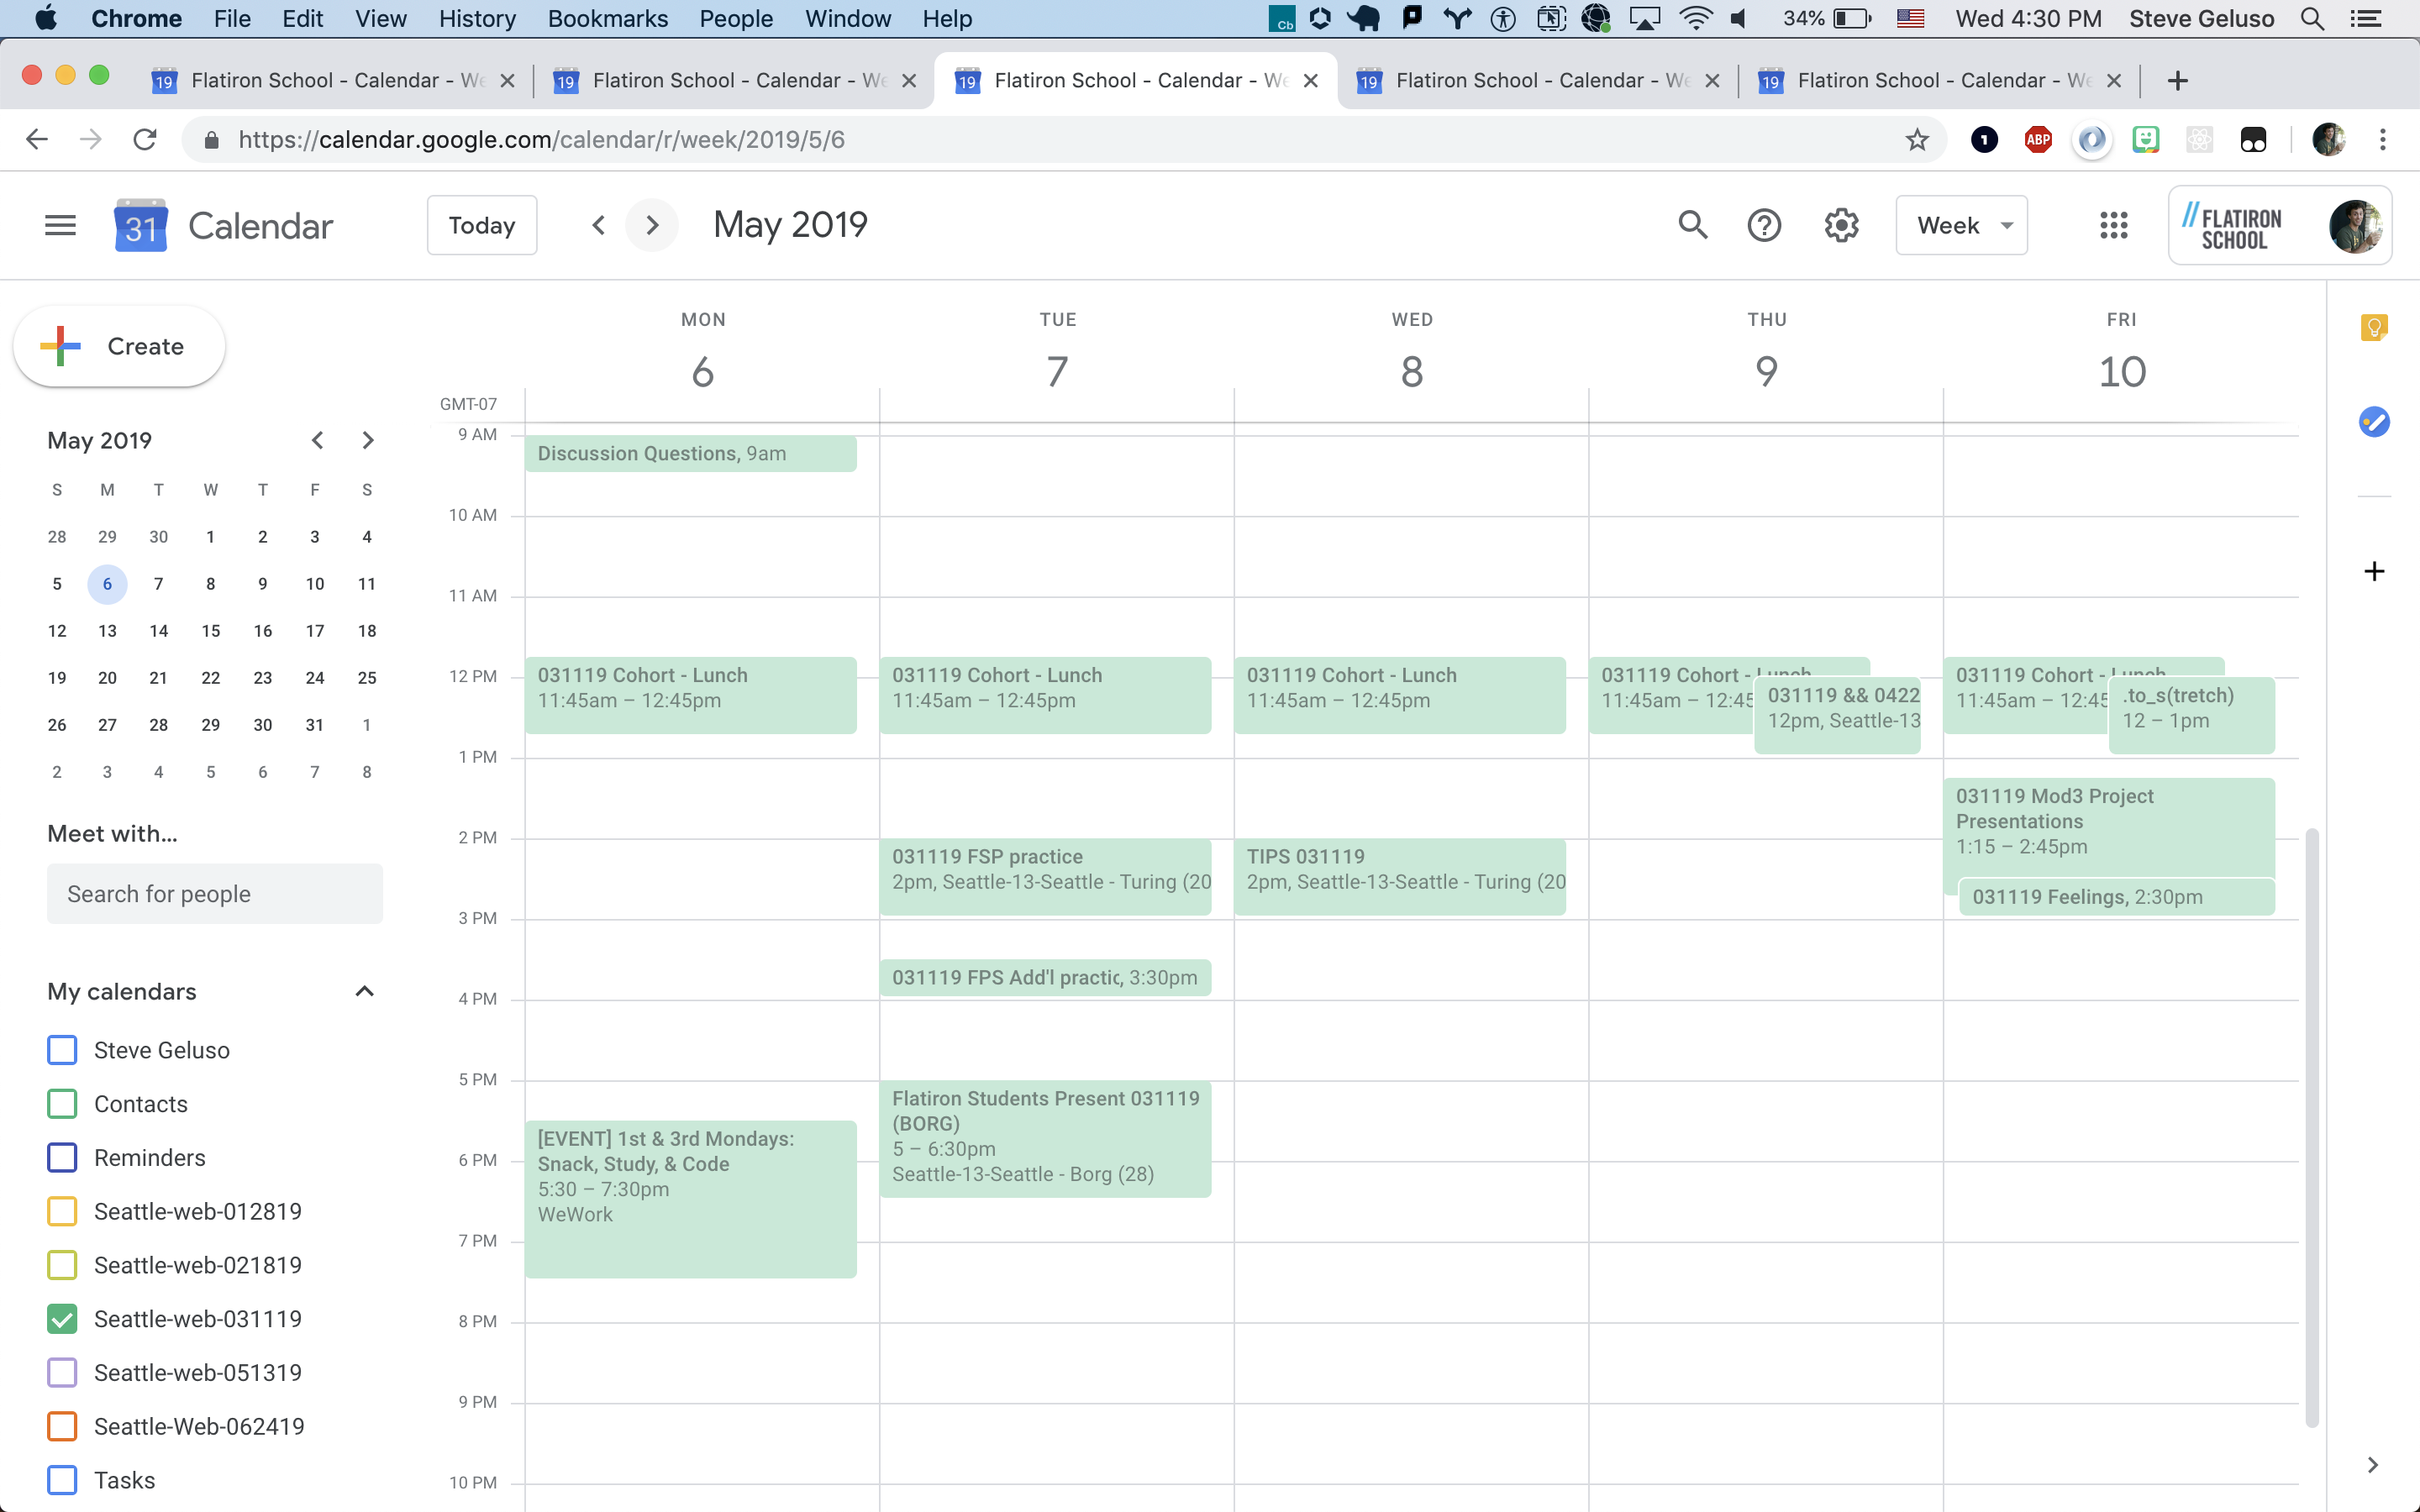 Chrome File Edit View History Bookmarks People Window Help Cb 34% Wed 4:30 PM Steve Geluso
19 Flatiron School - Calendar - We 19 Flatiron School - Calendar - We 19 Flatiron School - Calendar - We 19 Flatiron School - Calendar - We 19 Flatiron School - Calendar - We
https://calendar.google.com/calendar/r/week/2019/5/6 1 ABP
31 Calendar Today May 2019 Week // FLATIRON SCHOOL
Create
MON TUE WED THU FRI
6 7 8 9 10
GMT-07
May 2019
S M T W T F S
28 29 30 1 2 3 4
5 6 7 8 9 10 11
12 13 14 15 16 17 18
19 20 21 22 23 24 25
26 27 28 29 30 31 1
2 3 4 5 6 7 8
Meet with...
Search for people
My calendars
Steve Geluso
Contacts
Reminders
Seattle-web-012819
Seattle-web-021819
Seattle-web-031119
Seattle-web-051319
Seattle-Web-062419
Tasks
9 AM
10 AM
11 AM
12 PM
1 PM
2 PM
3 PM
4 PM
5 PM
6 PM
7 PM
8 PM
9 PM
10 PM
Discussion Questions, 9am
031119 Cohort - Lunch
11:45am – 12:45pm
[EVENT] 1st & 3rd Mondays:
Snack, Study, & Code
5:30 – 7:30pm
WeWork
031119 Cohort - Lunch
11:45am – 12:45pm
031119 FSP practice
2pm, Seattle-13-Seattle - Turing (20
031119 FPS Add'l practic, 3:30pm
Flatiron Students Present 031119
(BORG)
5 – 6:30pm
Seattle-13-Seattle - Borg (28)
031119 Cohort - Lunch
11:45am – 12:45pm
TIPS 031119
2pm, Seattle-13-Seattle - Turing (20
031119 Cohort - Lunch
11:45am – 12:45
031119 && 0422
12pm, Seattle-13
031119 Cohort - Lunch
11:45am – 12:45
.to_s(tretch)
12 – 1pm
031119 Mod3 Project
Presentations
1:15 – 2:45pm
031119 Feelings, 2:30pm